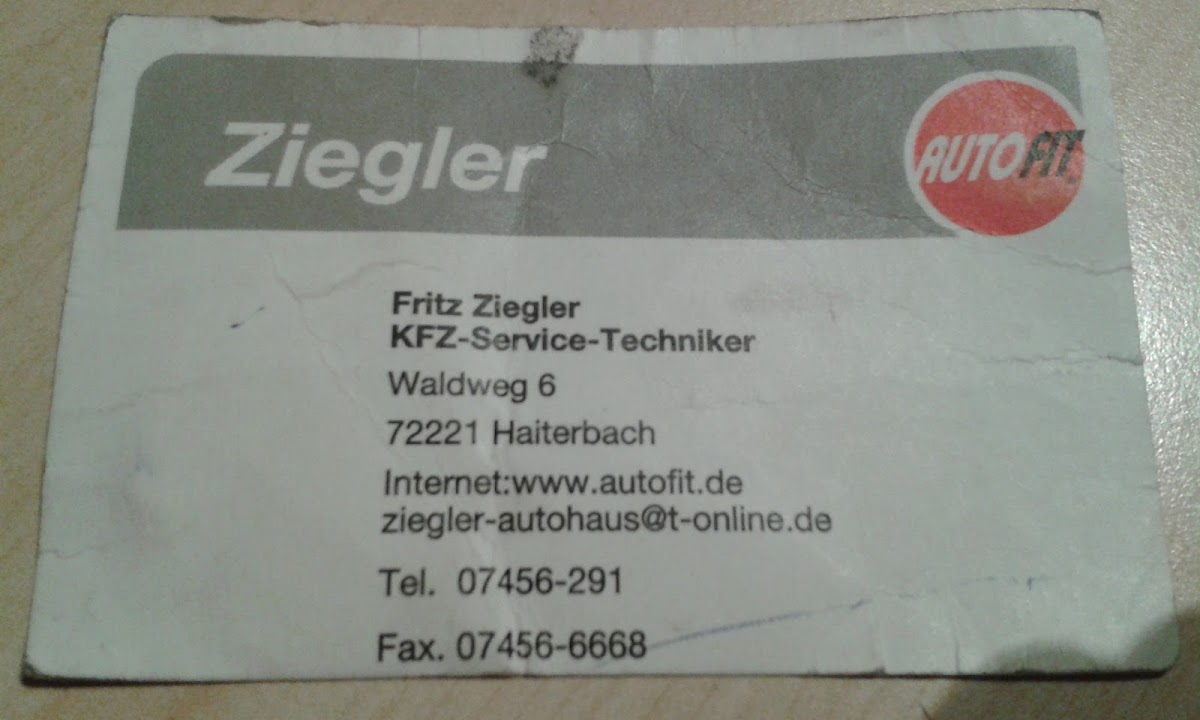 Ziegler
AUTOFIT
Fritz Ziegler
KFZ-Service-Techniker
Waldweg 6
72221 Haiterbach
Internet:www.autofit.de
ziegler-autohaus@t-online.de
Tel. 07456-291
Fax. 07456-6668